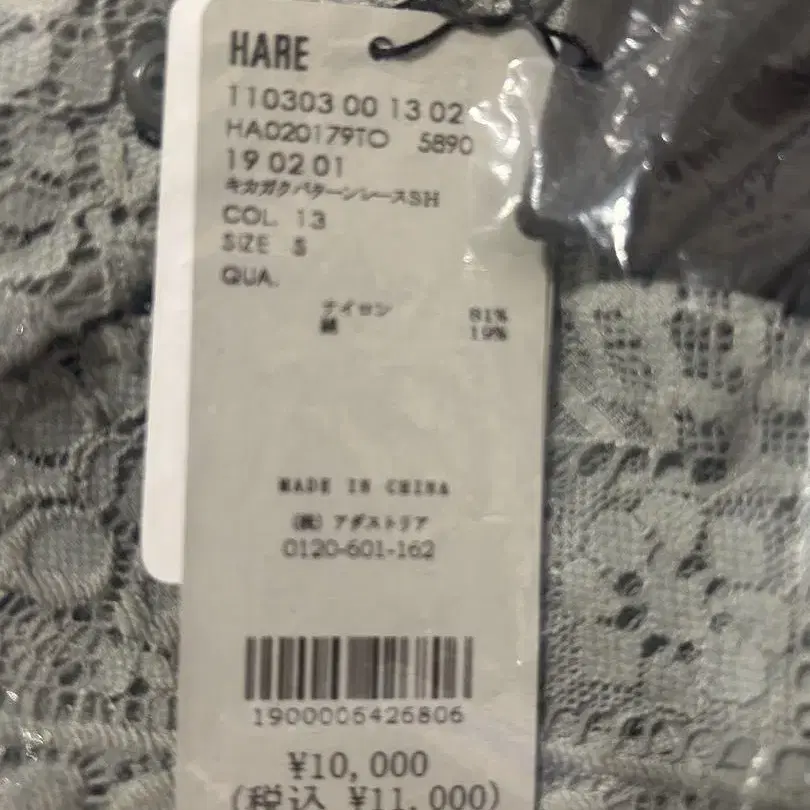 HARE
110303 00 13 02
HA020179TO 5890
19 02 01
キカガクパターンレースSH
COL. 13
SIZE S
QUA.
ナイロン 81%
綿 19%
MADE IN CHINA
(株) アダストリア
0120-601-162
1900006426806
¥10,000
(税込 ¥11,000)